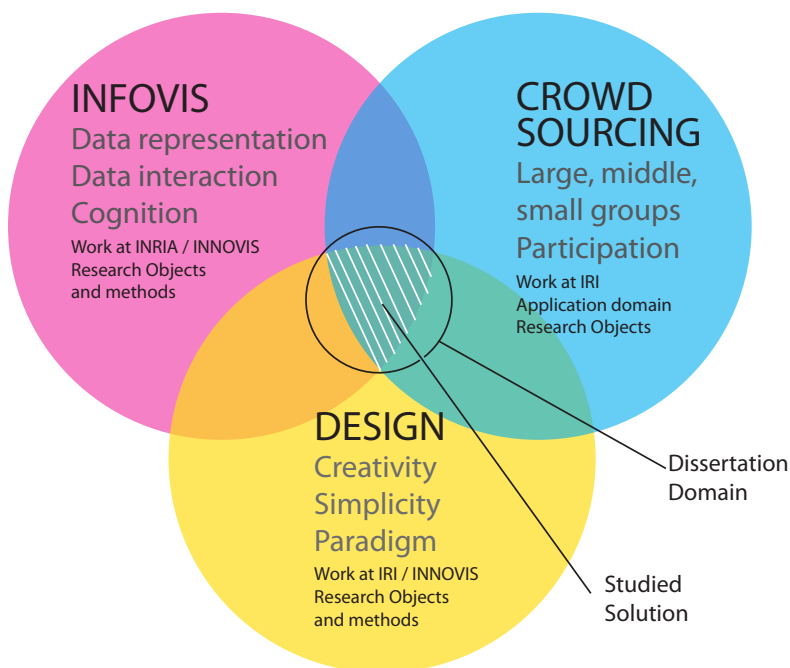 INFOVIS
Data representation
Data interaction
Cognition
Work at INRIA / INNOVIS
Research Objects
and methods
CROWD
SOURCING
Large, middle,
small groups
Participation
Work at IRI
Application domain
Research Objects
DESIGN
Creativity
Simplicity
Paradigm
Work at IRI / INNOVIS
Research Objects
and methods
Dissertation
Domain
Studied
Solution